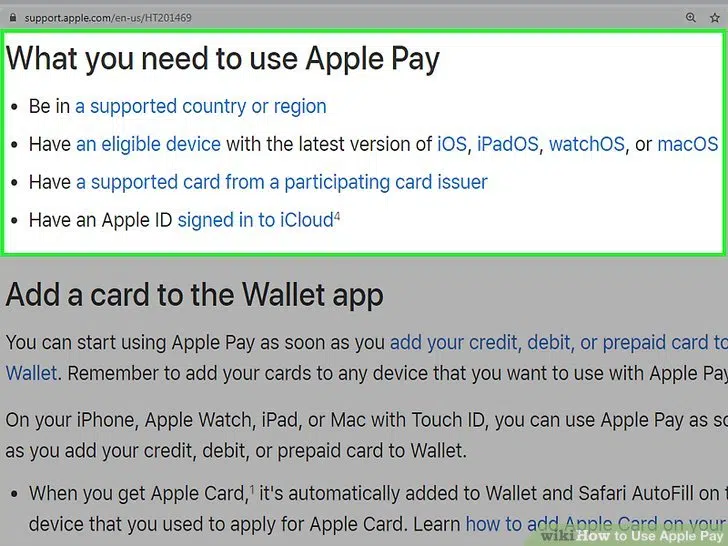 support.apple.com/en-us/HT201469
What you need to use Apple Pay
• Be in a supported country or region
• Have an eligible device with the latest version of iOS, iPadOS, watchOS, or macOS
• Have a supported card from a participating card issuer
• Have an Apple ID signed in to iCloud4
Add a card to the Wallet app
You can start using Apple Pay as soon as you add your credit, debit, or prepaid card to
Wallet. Remember to add your cards to any device that you want to use with Apple Pay
On your iPhone, Apple Watch, iPad, or Mac with Touch ID, you can use Apple Pay as so
as you add your credit, debit, or prepaid card to Wallet.
• When you get Apple Card,1 it's automatically added to Wallet and Safari AutoFill on t
device that you used to apply for Apple Card. Learn how to add Apple Card on your
wikiHow to Use Apple Pay